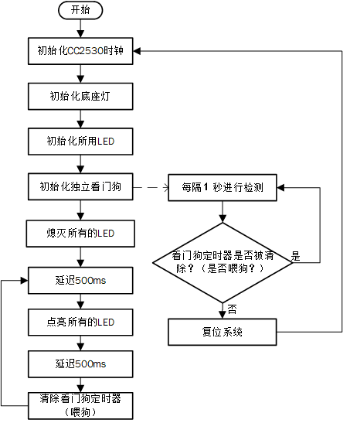 开始
初始化CC2530时钟
初始化底座灯
初始化所用LED
初始化独立看门狗
熄灭所有的LED
延迟500ms
点亮所有的LED
延迟500ms
清除看门狗定时器
（喂狗）
每隔1 秒进行检测
看门狗定时器是否被清
除？（是否喂狗？）
是
否
复位系统